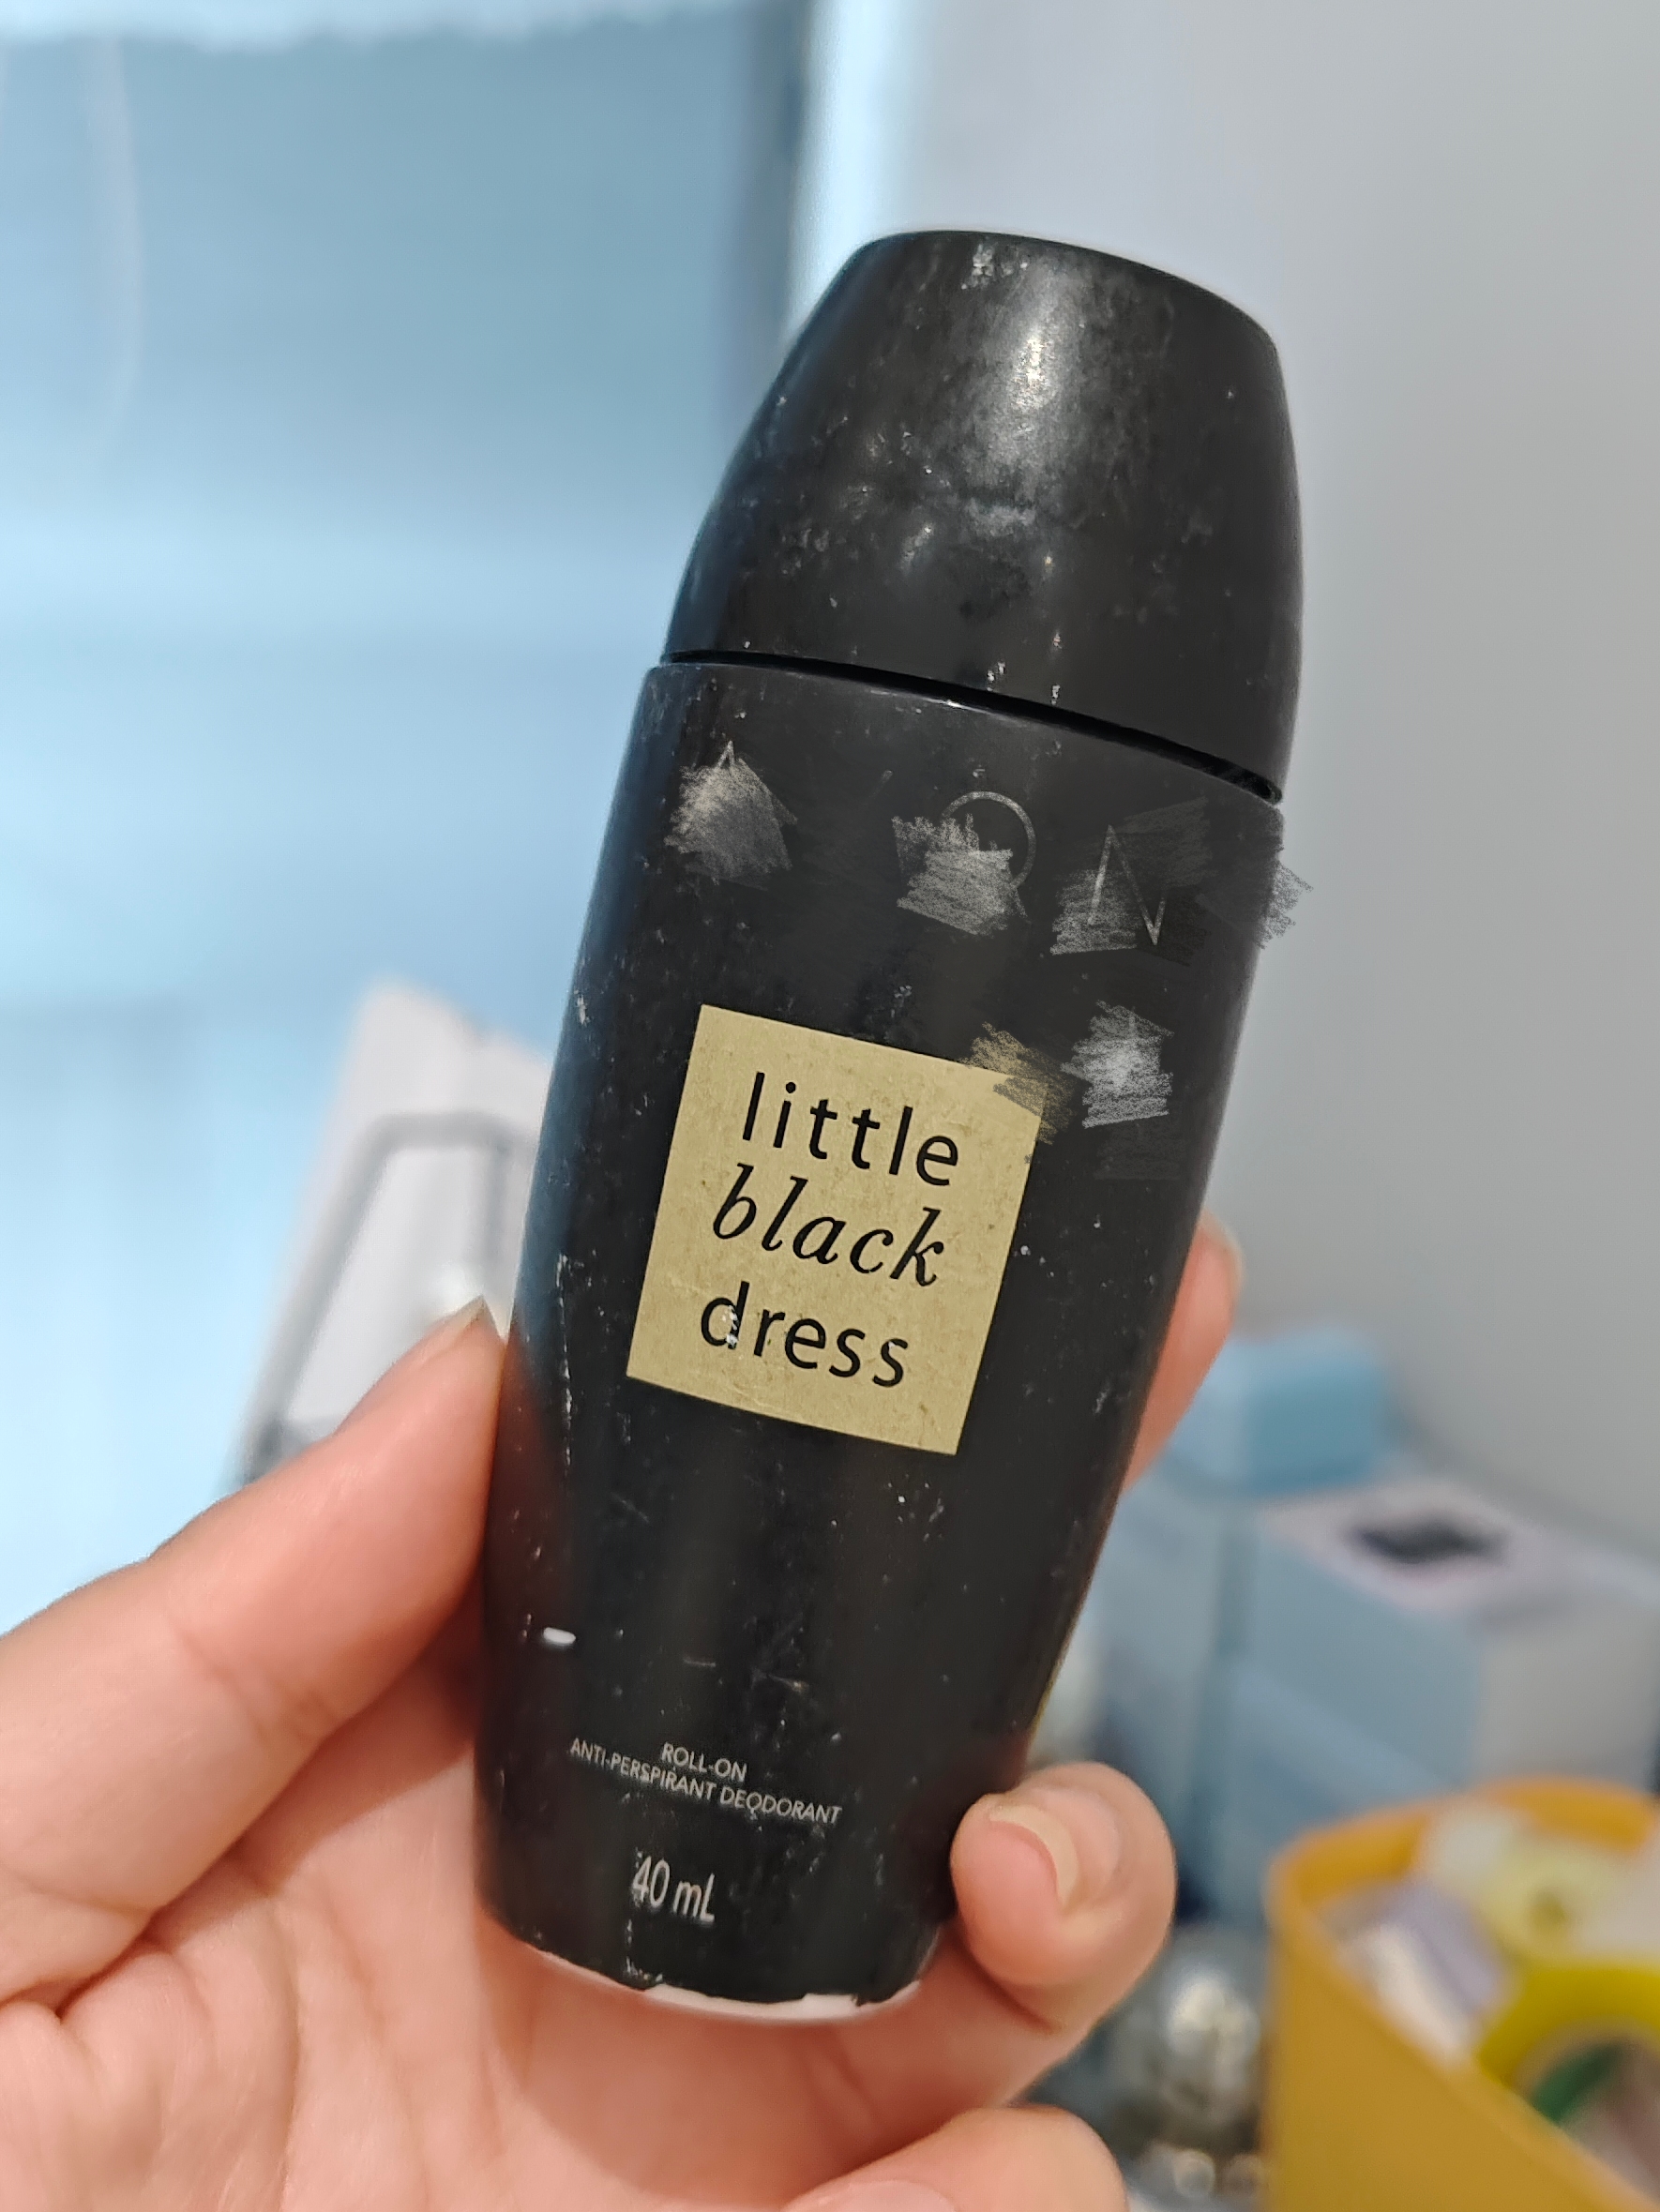 little
black
dress
ROLL-ON
ANTI-PERSPIRANT DEODORANT
40 mL